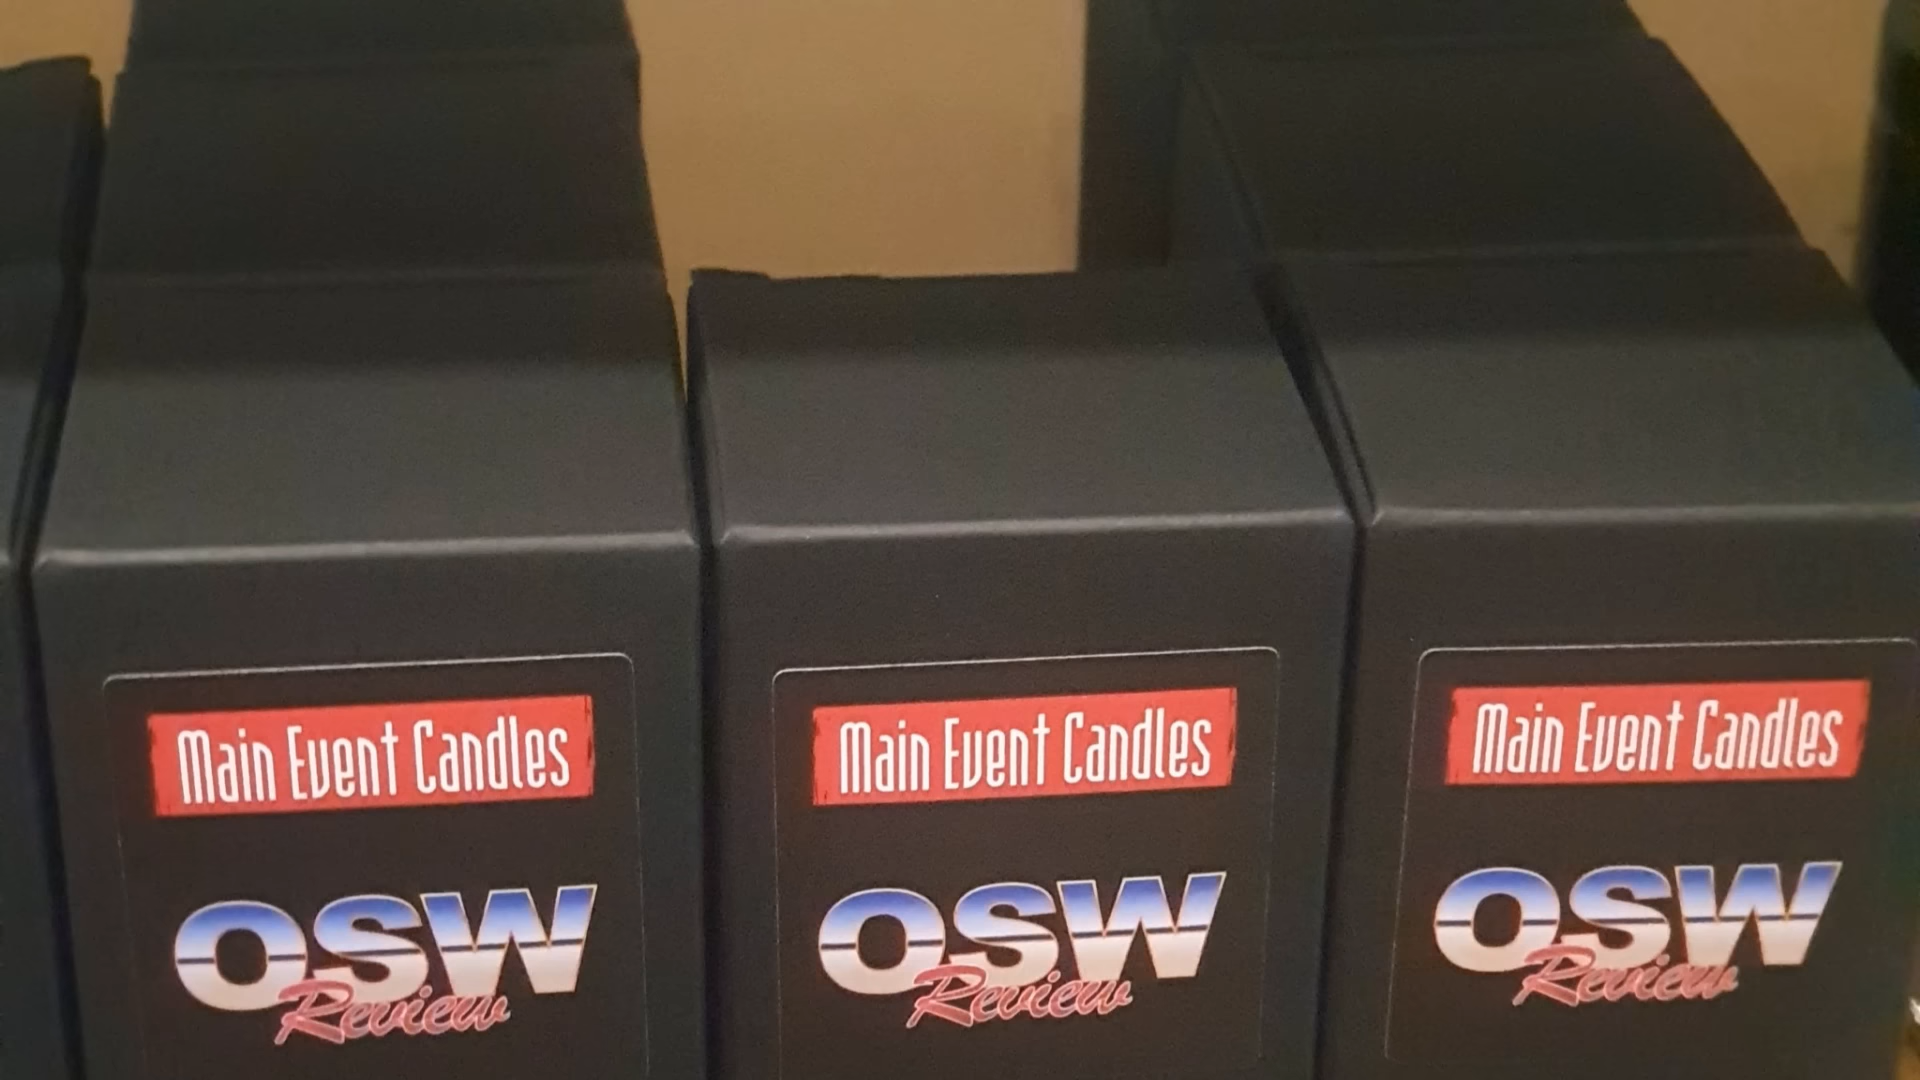 Main Event Candles
OSW
Review
Main Event Candles
OSW
Review
Main Event Candles
OSW
Review